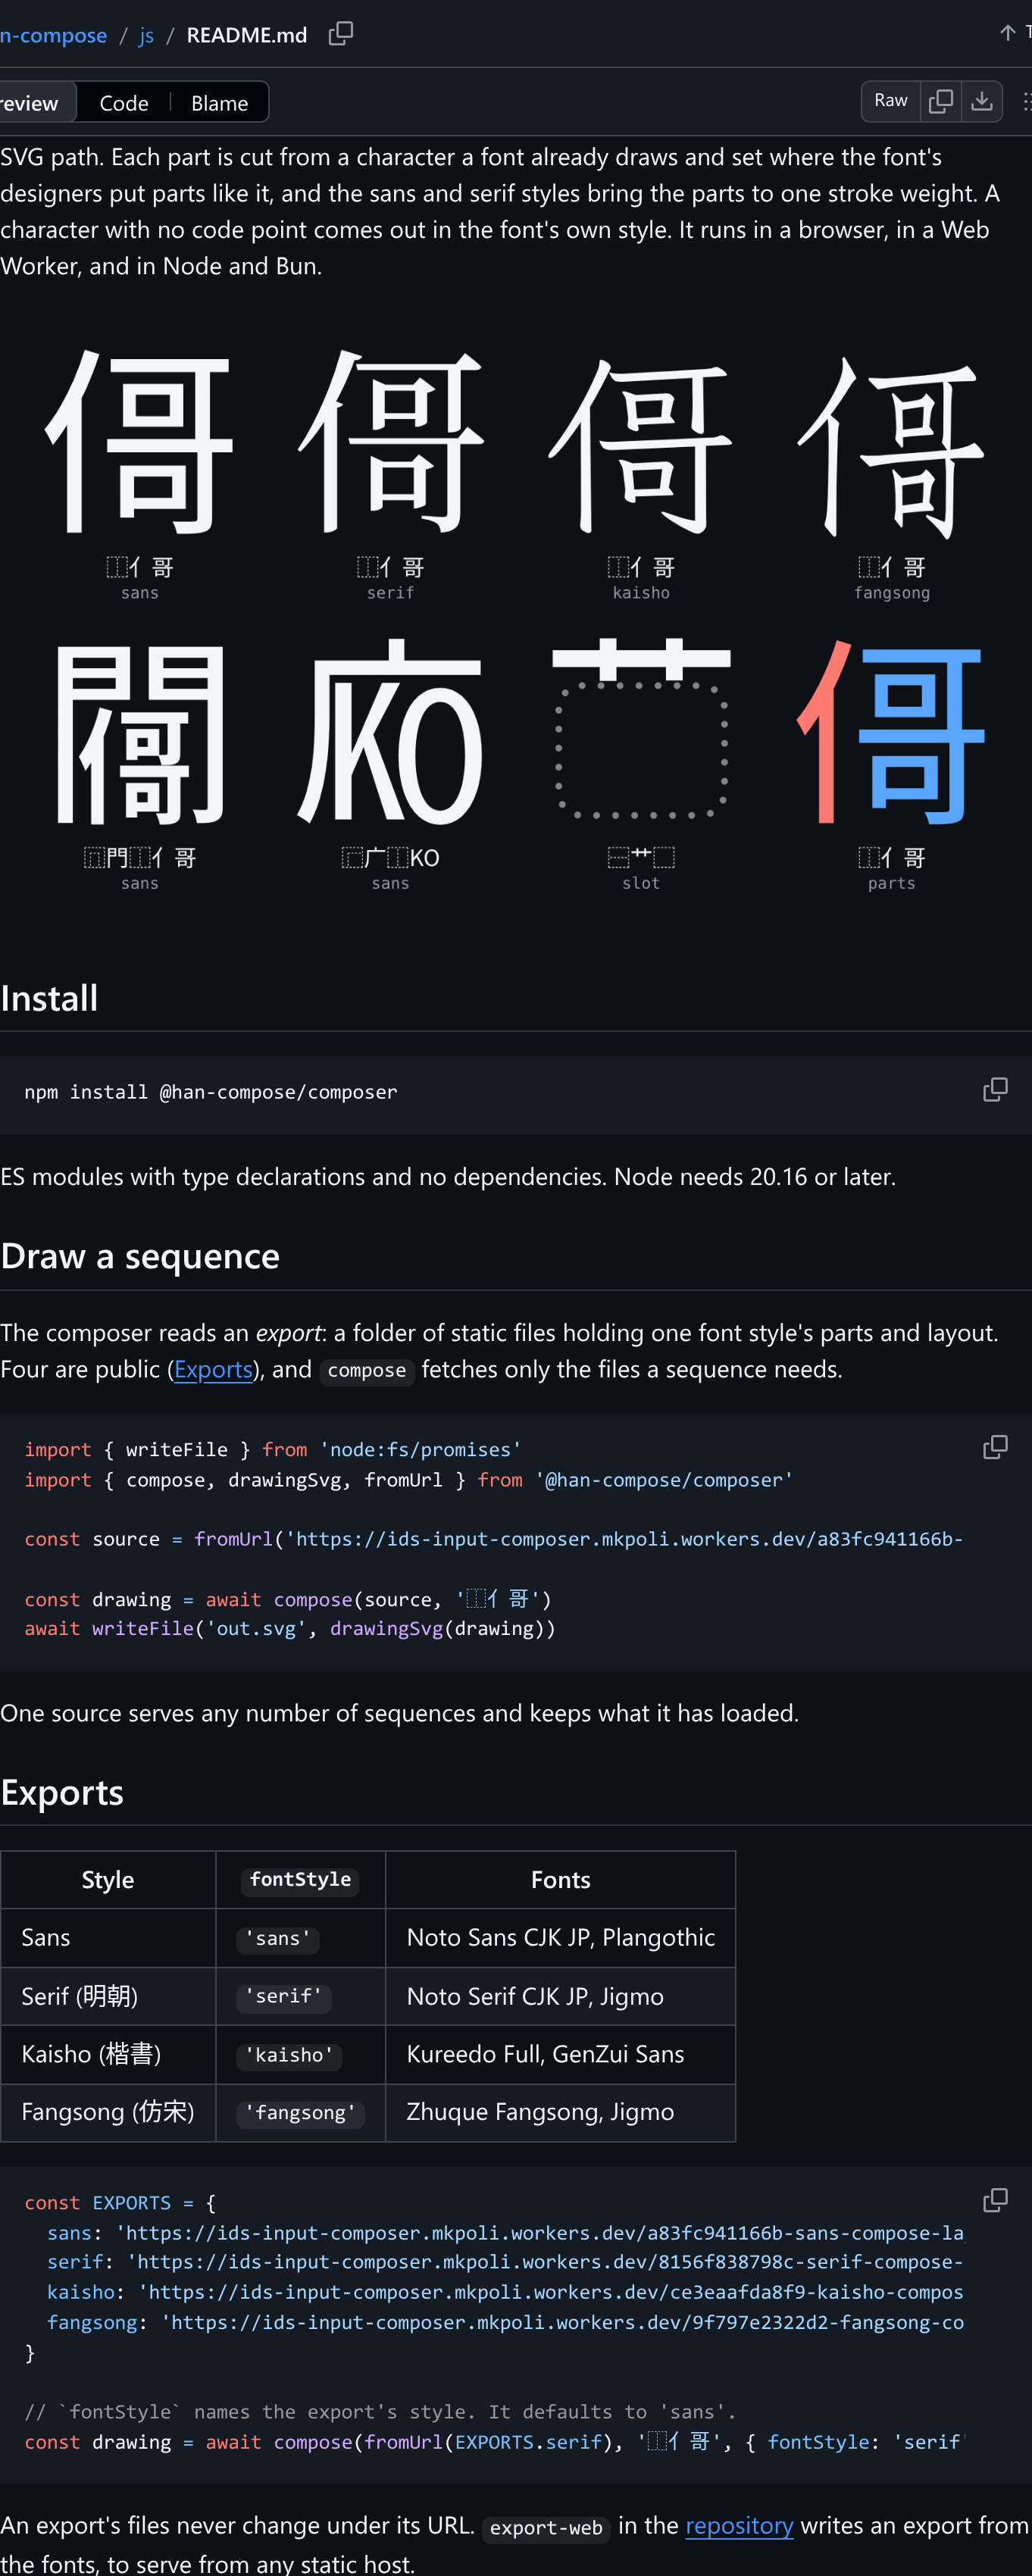 n-compose / js / README.md
review Code Blame Raw
SVG path. Each part is cut from a character a font already draws and set where the font's
designers put parts like it, and the sans and serif styles bring the parts to one stroke weight. A
character with no code point comes out in the font's own style. It runs in a browser, in a Web
Worker, and in Node and Bun.
⿰亻哥 ⿰亻哥 ⿰亻哥 ⿰亻哥
sans serif kaisho fangsong
⿵門⿰亻哥 ⿸广⿰KO ⿱艹⬚ ⿰亻哥
sans sans slot parts
Install
npm install @han-compose/composer
ES modules with type declarations and no dependencies. Node needs 20.16 or later.
Draw a sequence
The composer reads an export: a folder of static files holding one font style's parts and layout.
Four are public (Exports), and compose fetches only the files a sequence needs.
import { writeFile } from 'node:fs/promises'
import { compose, drawingSvg, fromUrl } from '@han-compose/composer'
const source = fromUrl('https://ids-input-composer.mkpoli.workers.dev/a83fc941166b-
const drawing = await compose(source, '⿰亻哥')
await writeFile('out.svg', drawingSvg(drawing))
One source serves any number of sequences and keeps what it has loaded.
Exports
Style fontStyle Fonts
Sans 'sans' Noto Sans CJK JP, Plangothic
Serif (明朝) 'serif' Noto Serif CJK JP, Jigmo
Kaisho (楷書) 'kaisho' Kureedo Full, GenZui Sans
Fangsong (仿宋) 'fangsong' Zhuque Fangsong, Jigmo
const EXPORTS = {
sans: 'https://ids-input-composer.mkpoli.workers.dev/a83fc941166b-sans-compose-la
serif: 'https://ids-input-composer.mkpoli.workers.dev/8156f838798c-serif-compose-
kaisho: 'https://ids-input-composer.mkpoli.workers.dev/ce3eaafda8f9-kaisho-compos
fangsong: 'https://ids-input-composer.mkpoli.workers.dev/9f797e2322d2-fangsong-co
}
// `fontStyle` names the export's style. It defaults to 'sans'.
const drawing = await compose(fromUrl(EXPORTS.serif), '⿰亻哥', { fontStyle: 'serif'
An export's files never change under its URL. export-web in the repository writes an export from
the fonts, to serve from any static host.